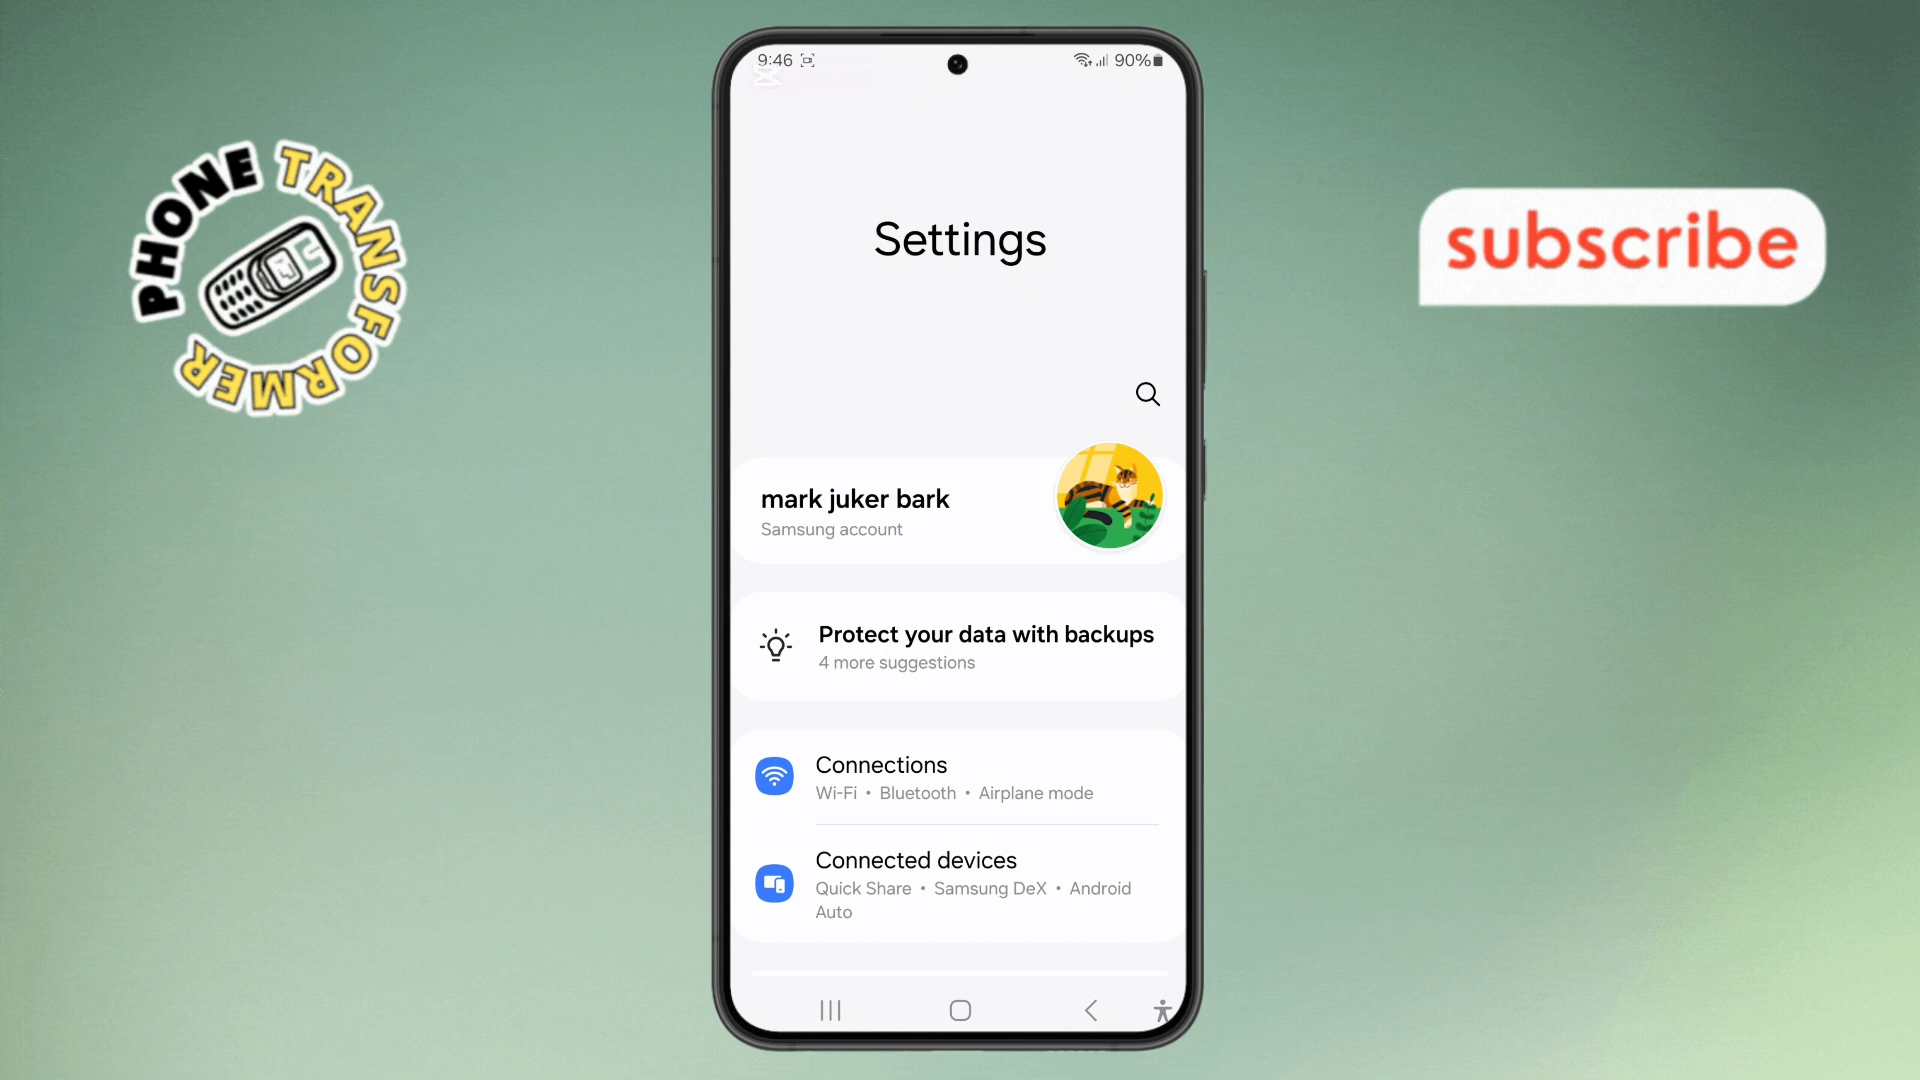 PHONE TRANSFORMER
subscribe
9:46
90%
Settings
mark juker bark
Samsung account
Protect your data with backups
4 more suggestions
Connections
Wi-Fi • Bluetooth • Airplane mode
Connected devices
Quick Share • Samsung DeX • Android
Auto